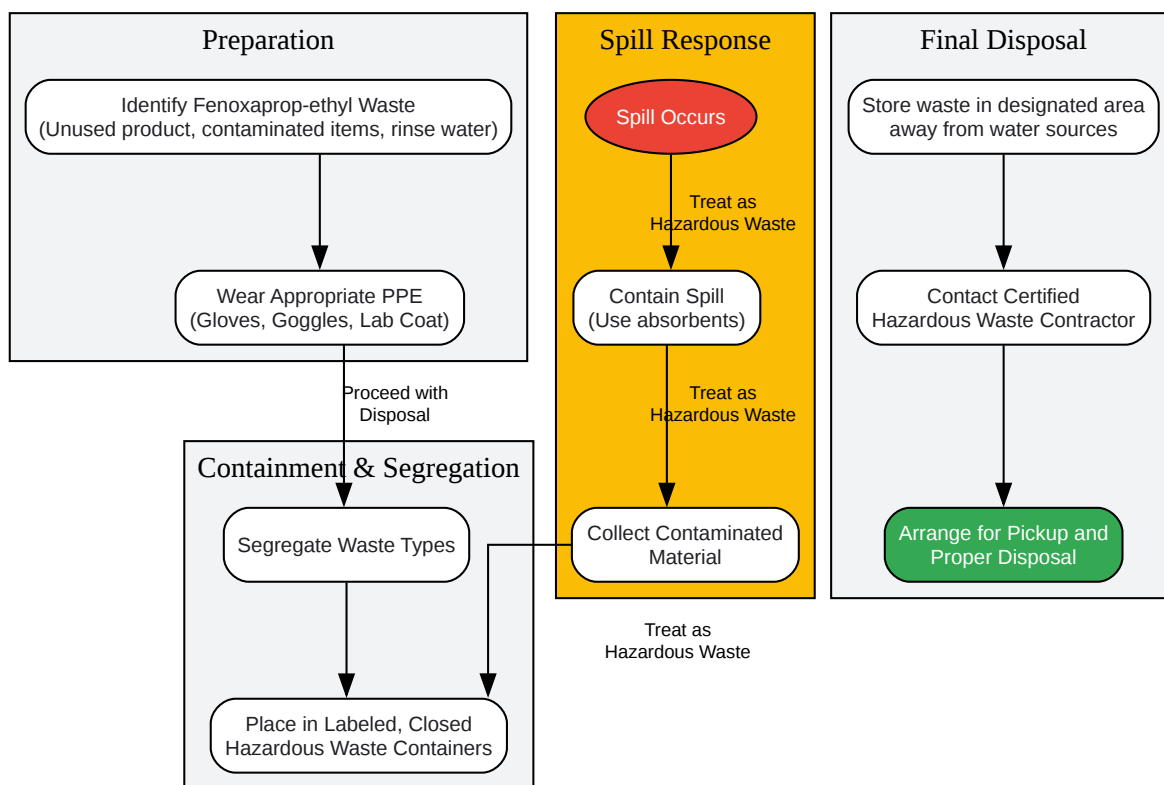 Preparation
Identify Fenoxaprop-ethyl Waste
(Unused product, contaminated items, rinse water)
Wear Appropriate PPE
(Gloves, Goggles, Lab Coat)
Proceed with
Disposal
Containment & Segregation
Segregate Waste Types
Place in Labeled, Closed
Hazardous Waste Containers
Spill Response
Spill Occurs
Treat as
Hazardous Waste
Contain Spill
(Use absorbents)
Treat as
Hazardous Waste
Collect Contaminated
Material
Treat as
Hazardous Waste
Final Disposal
Store waste in designated area
away from water sources
Contact Certified
Hazardous Waste Contractor
Arrange for Pickup and
Proper Disposal